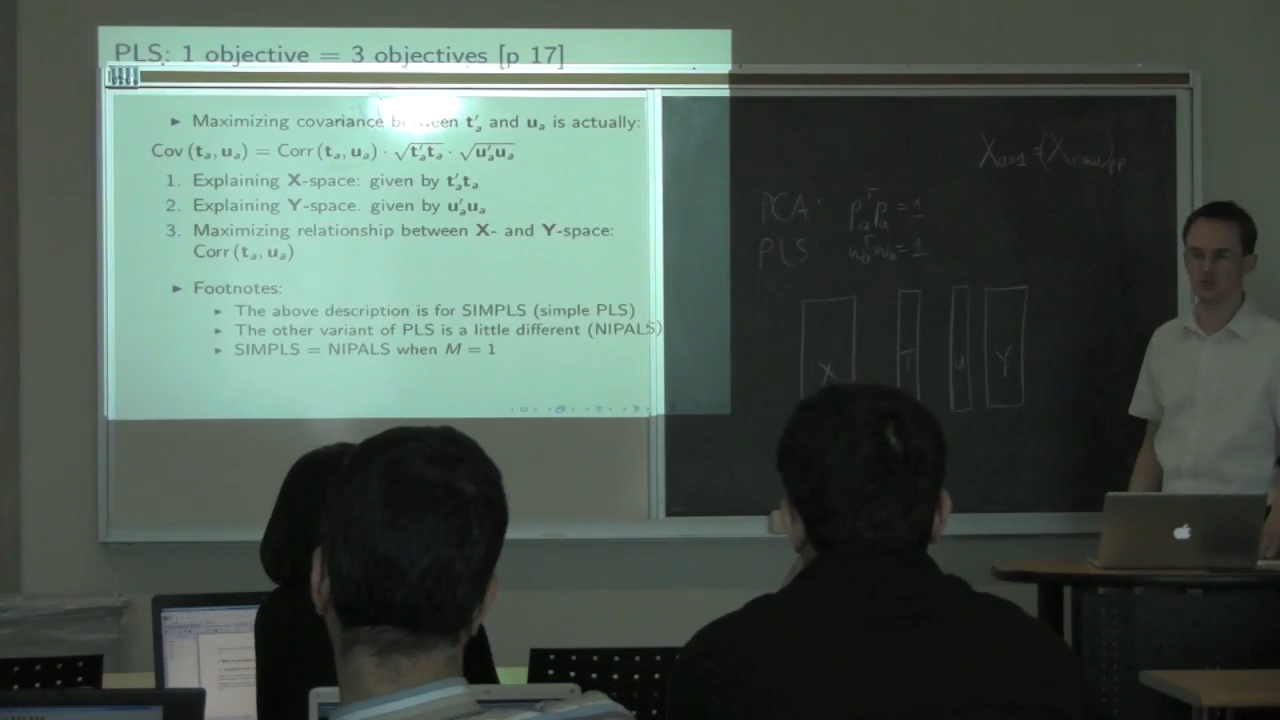 PLS: 1 objective = 3 objectives [p 17]
► Maximizing covariance between t′ₐ and uₐ is actually:
Cov (tₐ, uₐ) = Corr (tₐ, uₐ) · √t′ₐtₐ · √u′ₐuₐ
1. Explaining X-space: given by t′ₐtₐ
2. Explaining Y-space. given by u′ₐuₐ
3. Maximizing relationship between X- and Y-space:
Corr (tₐ, uₐ)
► Footnotes:
► The above description is for SIMPLS (simple PLS)
► The other variant of PLS is a little different (NIPALS)
► SIMPLS = NIPALS when M = 1
PCA: pₐᵀpₐ = 1
PLS:
X T u Y